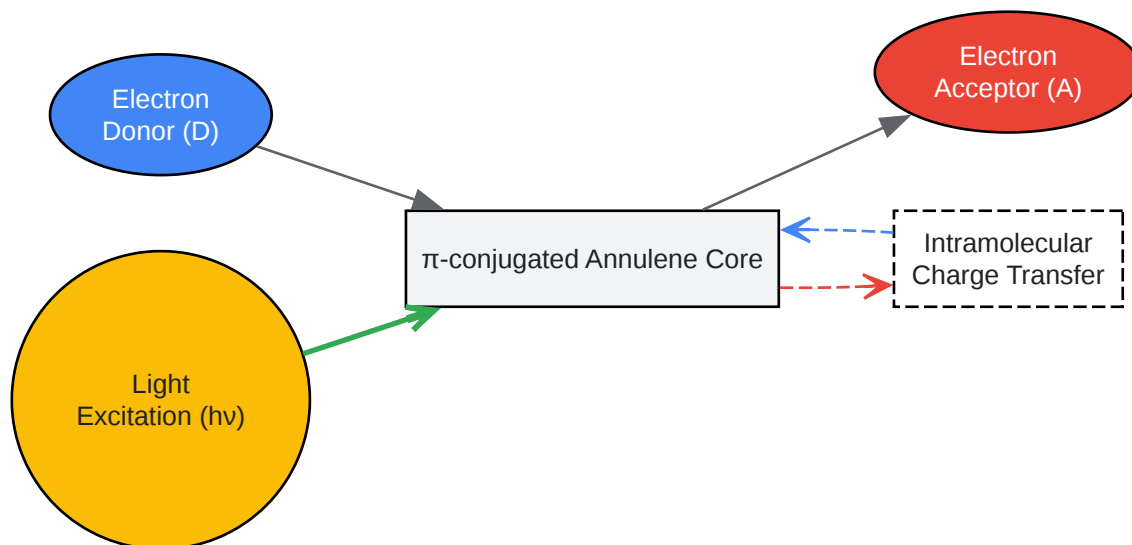 Electron
Donor (D)
Electron
Acceptor (A)
π-conjugated Annulene Core
Intramolecular
Charge Transfer
Light
Excitation (hν)